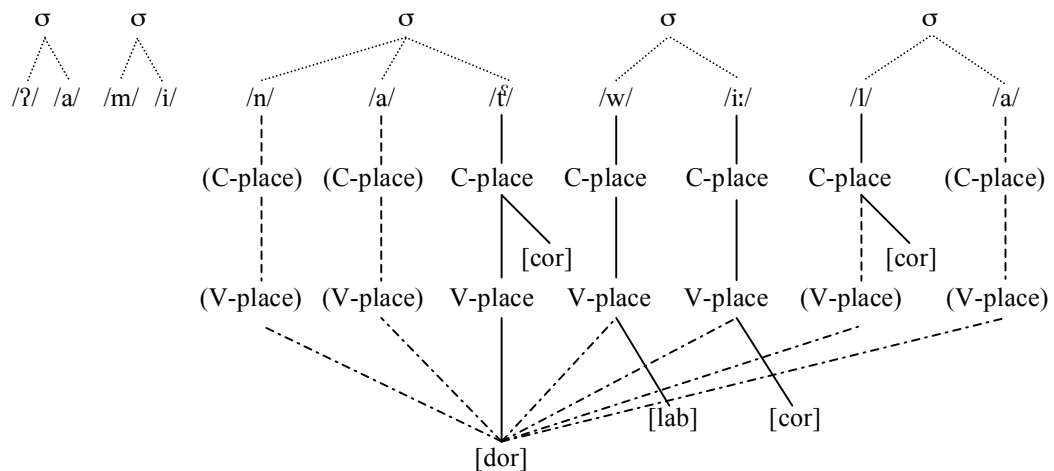 σ σ σ σ σ
/ʔ/ /a/ /m/ /i/ /n/ /a/ /tˤ/ /w/ /iː/ /l/ /a/
(C-place) (C-place) C-place C-place C-place C-place (C-place)
[cor] [cor]
(V-place) (V-place) V-place V-place V-place (V-place) (V-place)
[lab] [cor]
[dor]